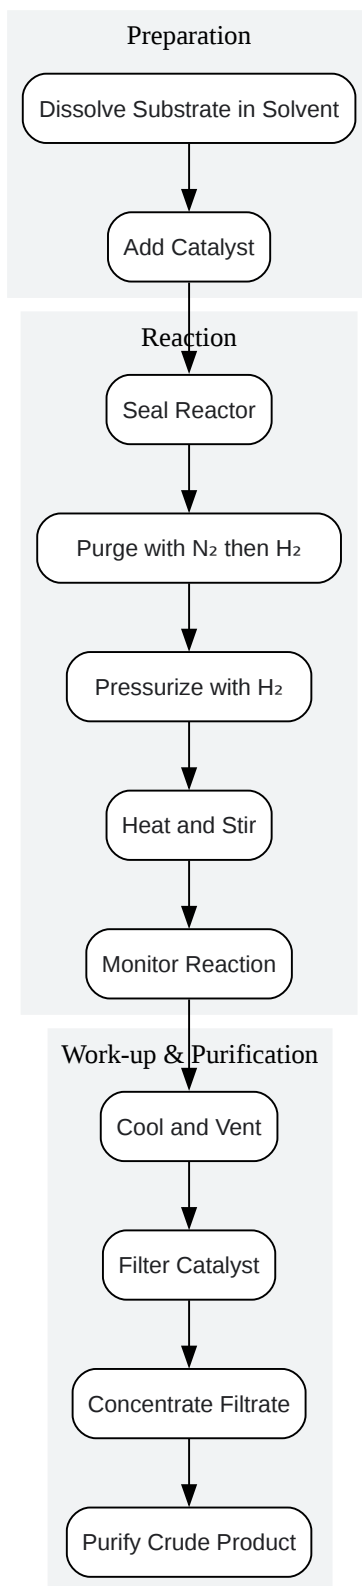 Preparation
Dissolve Substrate in Solvent
Add Catalyst
Reaction
Seal Reactor
Purge with N₂ then H₂
Pressurize with H₂
Heat and Stir
Monitor Reaction
Work-up & Purification
Cool and Vent
Filter Catalyst
Concentrate Filtrate
Purify Crude Product